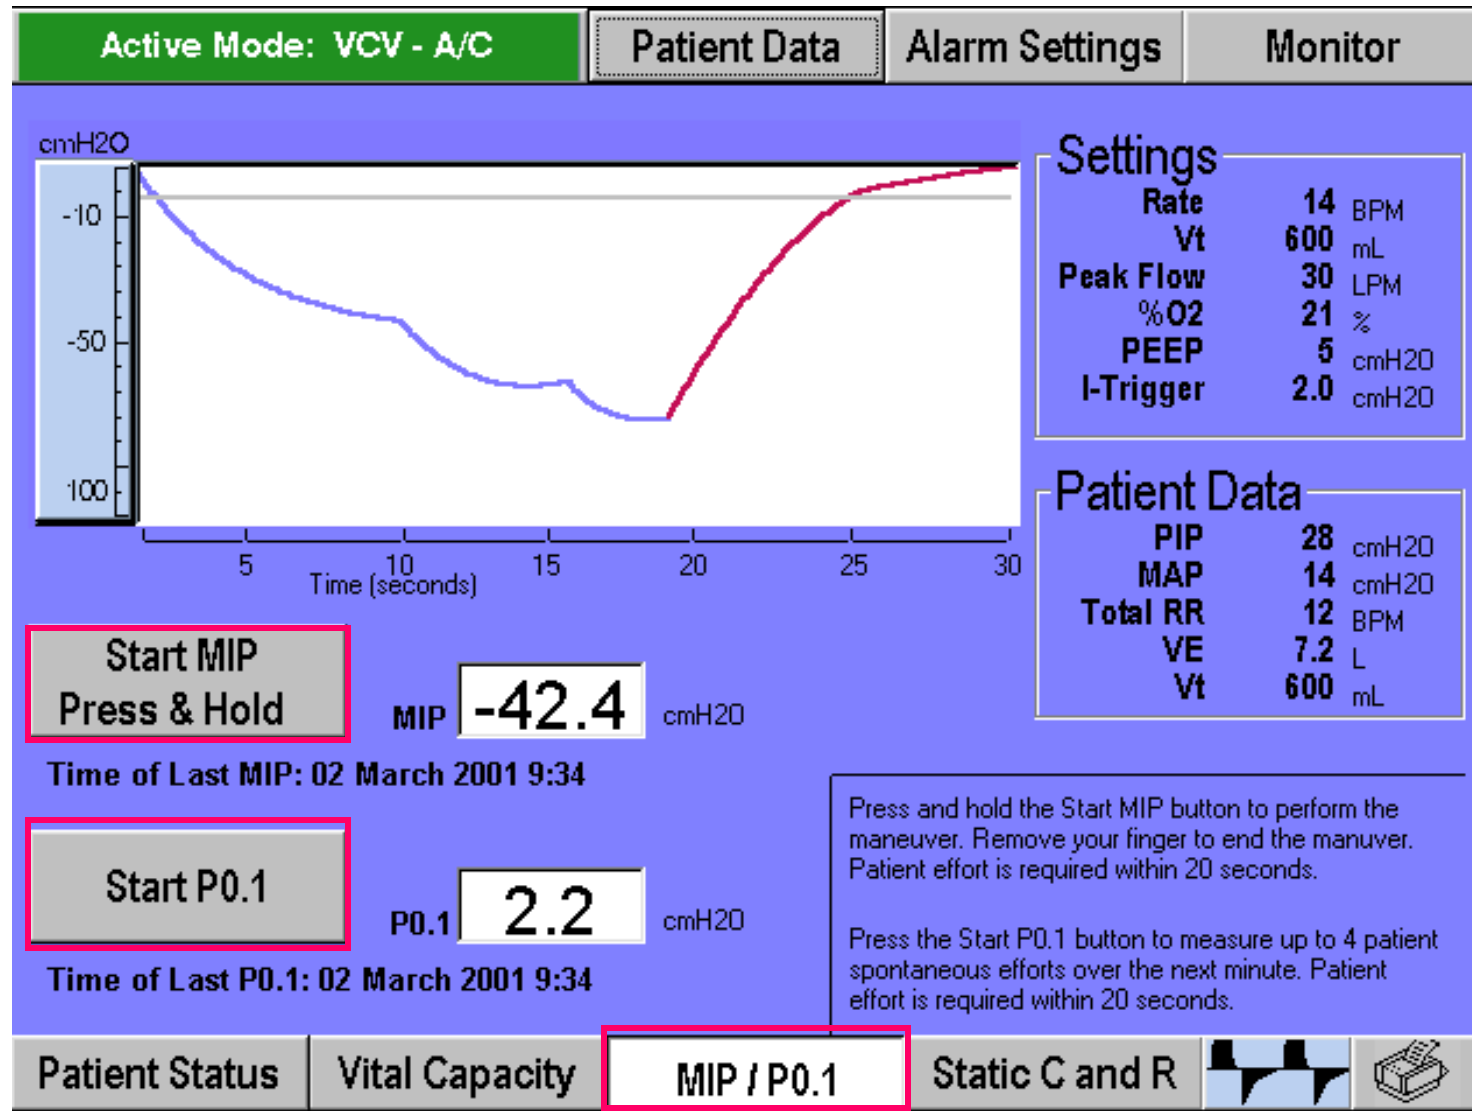 Active Mode: VCV - A/C
Patient Data
Alarm Settings
Monitor
cmH2O
-10
-50
100
5
10
15
20
25
30
Time (seconds)
Settings
Rate 14 BPM
Vt 600 mL
Peak Flow 30 LPM
%O2 21 %
PEEP 5 cmH2O
I-Trigger 2.0 cmH2O
Patient Data
PIP 28 cmH2O
MAP 14 cmH2O
Total RR 12 BPM
VE 7.2 L
Vt 600 mL
Start MIP
Press & Hold
MIP -42.4 cmH2O
Time of Last MIP: 02 March 2001 9:34
Start P0.1
P0.1 2.2 cmH2O
Time of Last P0.1: 02 March 2001 9:34
Press and hold the Start MIP button to perform the
maneuver. Remove your finger to end the manuver.
Patient effort is required within 20 seconds.
Press the Start P0.1 button to measure up to 4 patient
spontaneous efforts over the next minute. Patient
effort is required within 20 seconds.
Patient Status
Vital Capacity
MIP / P0.1
Static C and R